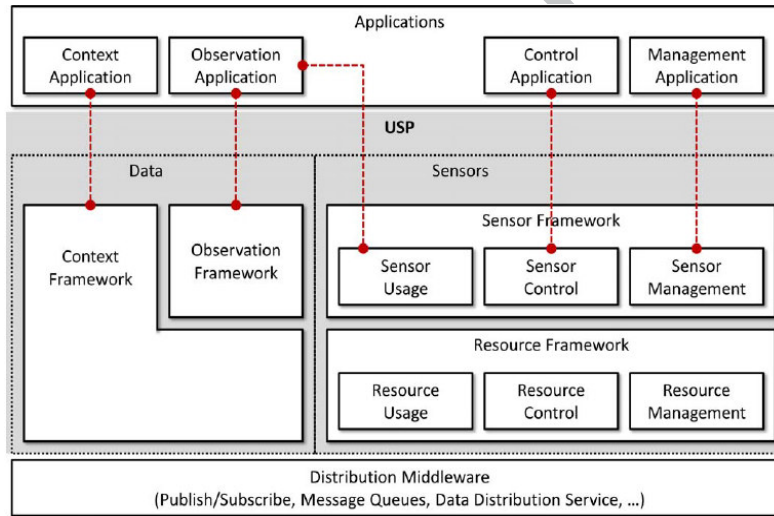 Applications
Context
Application
Observation
Application
Control
Application
Management
Application
USP
Data
Sensors
Context
Framework
Observation
Framework
Sensor Framework
Sensor
Usage
Sensor
Control
Sensor
Management
Resource Framework
Resource
Usage
Resource
Control
Resource
Management
Distribution Middleware
(Publish/Subscribe, Message Queues, Data Distribution Service, ...)